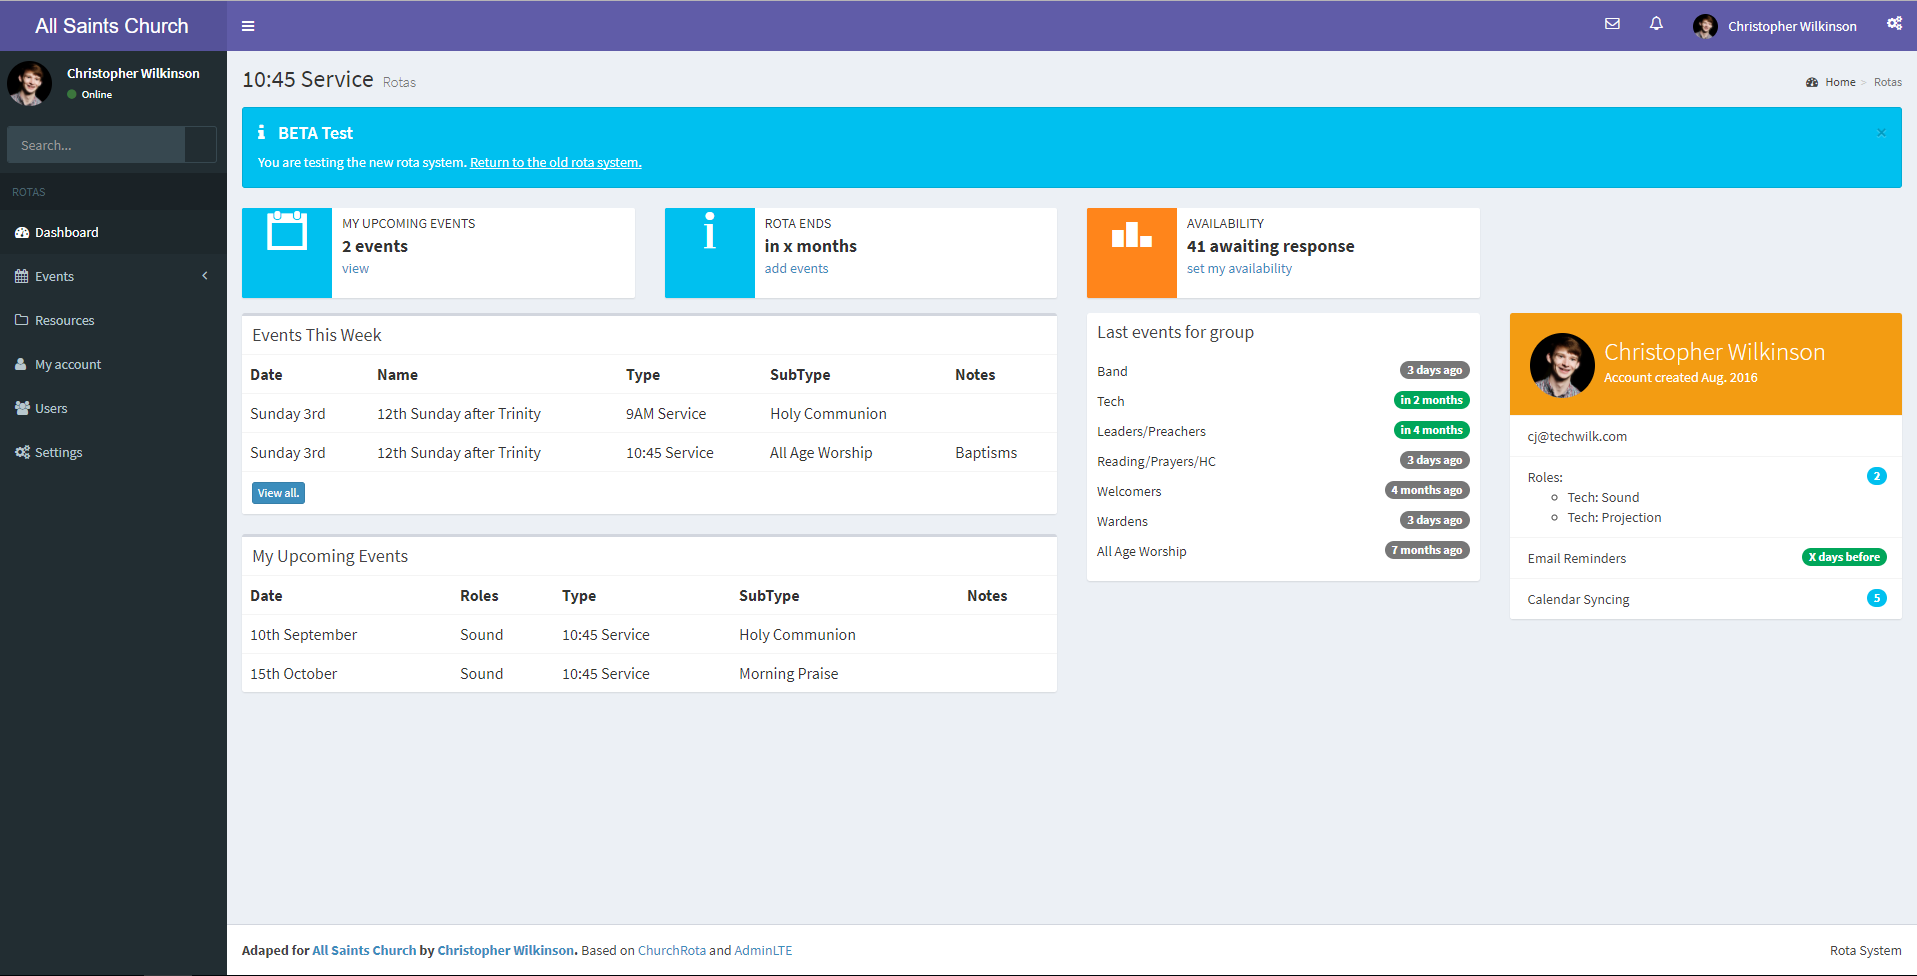 All Saints Church
Christopher Wilkinson
Christopher Wilkinson
Online
Search...
ROTAS
Dashboard
Events
Resources
My account
Users
Settings
10:45 Service Rotas
Home > Rotas
BETA Test
×
You are testing the new rota system. Return to the old rota system.
MY UPCOMING EVENTS
2 events
view
ROTA ENDS
in x months
add events
AVAILABILITY
41 awaiting response
set my availability
Events This Week
Date Name Type SubType Notes
Sunday 3rd 12th Sunday after Trinity 9AM Service Holy Communion
Sunday 3rd 12th Sunday after Trinity 10:45 Service All Age Worship Baptisms
View all.
My Upcoming Events
Date Roles Type SubType Notes
10th September Sound 10:45 Service Holy Communion
15th October Sound 10:45 Service Morning Praise
Last events for group
Band 3 days ago
Tech in 2 months
Leaders/Preachers in 4 months
Reading/Prayers/HC 3 days ago
Welcomers 4 months ago
Wardens 3 days ago
All Age Worship 7 months ago
Christopher Wilkinson
Account created Aug. 2016
cj@techwilk.com
Roles: 2
Tech: Sound
Tech: Projection
Email Reminders X days before
Calendar Syncing 5
Adaped for All Saints Church by Christopher Wilkinson. Based on ChurchRota and AdminLTE
Rota System